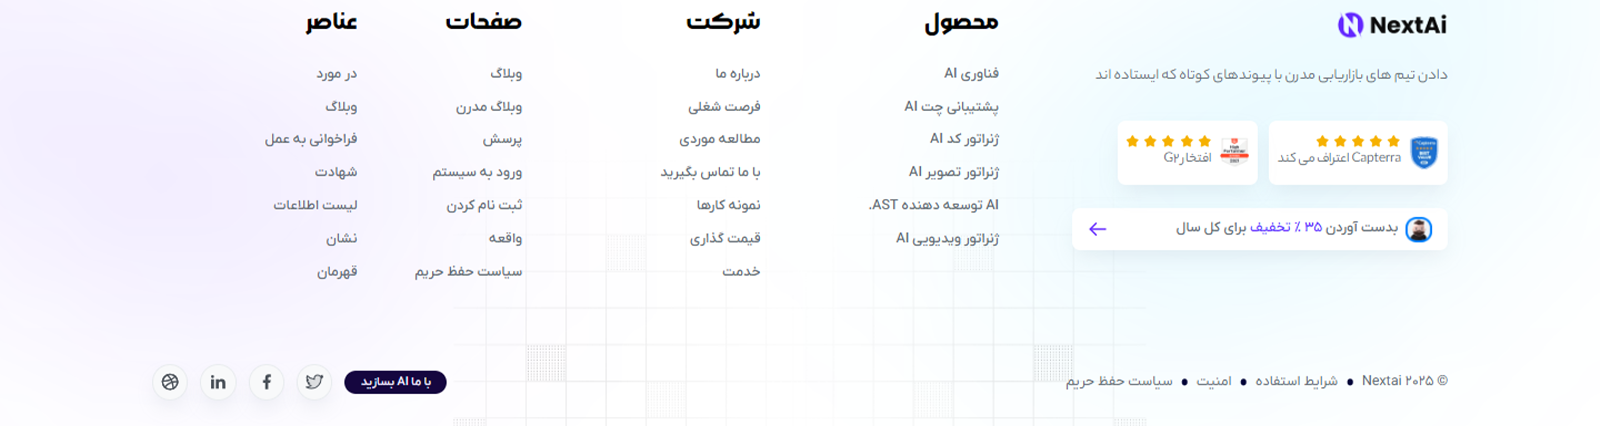 NextAi
دادن تیم های بازاریابی مدرن با پیوندهای کوتاه که ایستاده اند
Capterra اعتراف می کند
افتخار G۲
بدست آوردن ۳۵ ٪ تخفیف برای کل سال
محصول
فناوری AI
پشتیبانی چت AI
ژنراتور کد AI
ژنراتور تصویر AI
AI توسعه دهنده AST.
ژنراتور ویدیویی AI
شرکت
درباره ما
فرصت شغلی
مطالعه موردی
با ما تماس بگیرید
نمونه کارها
قیمت گذاری
خدمت
صفحات
وبلاگ
وبلاگ مدرن
پرسش
ورود به سیستم
ثبت نام کردن
واقعه
سیاست حفظ حریم
عناصر
در مورد
وبلاگ
فراخوانی به عمل
شهادت
لیست اطلاعات
نشان
قهرمان
© ۲۰۲۵ Nextai • شرایط استفاده • امنیت • سیاست حفظ حریم
با ما AI بسازید